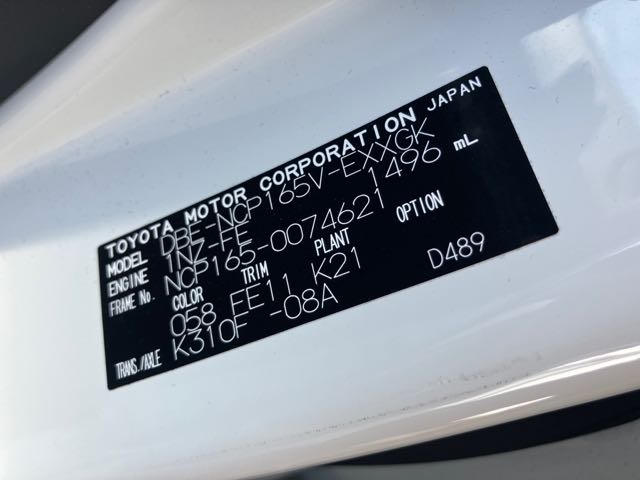 TOYOTA MOTOR CORPORATION JAPAN
MODEL DBE-NCP165V-EXXGK
ENGINE 1NZ-FE 1496 mL
FRAME No. NCP165-0074621
COLOR TRIM PLANT OPTION
058 FE11 K21
TRANS./AXLE K310F -08A D489